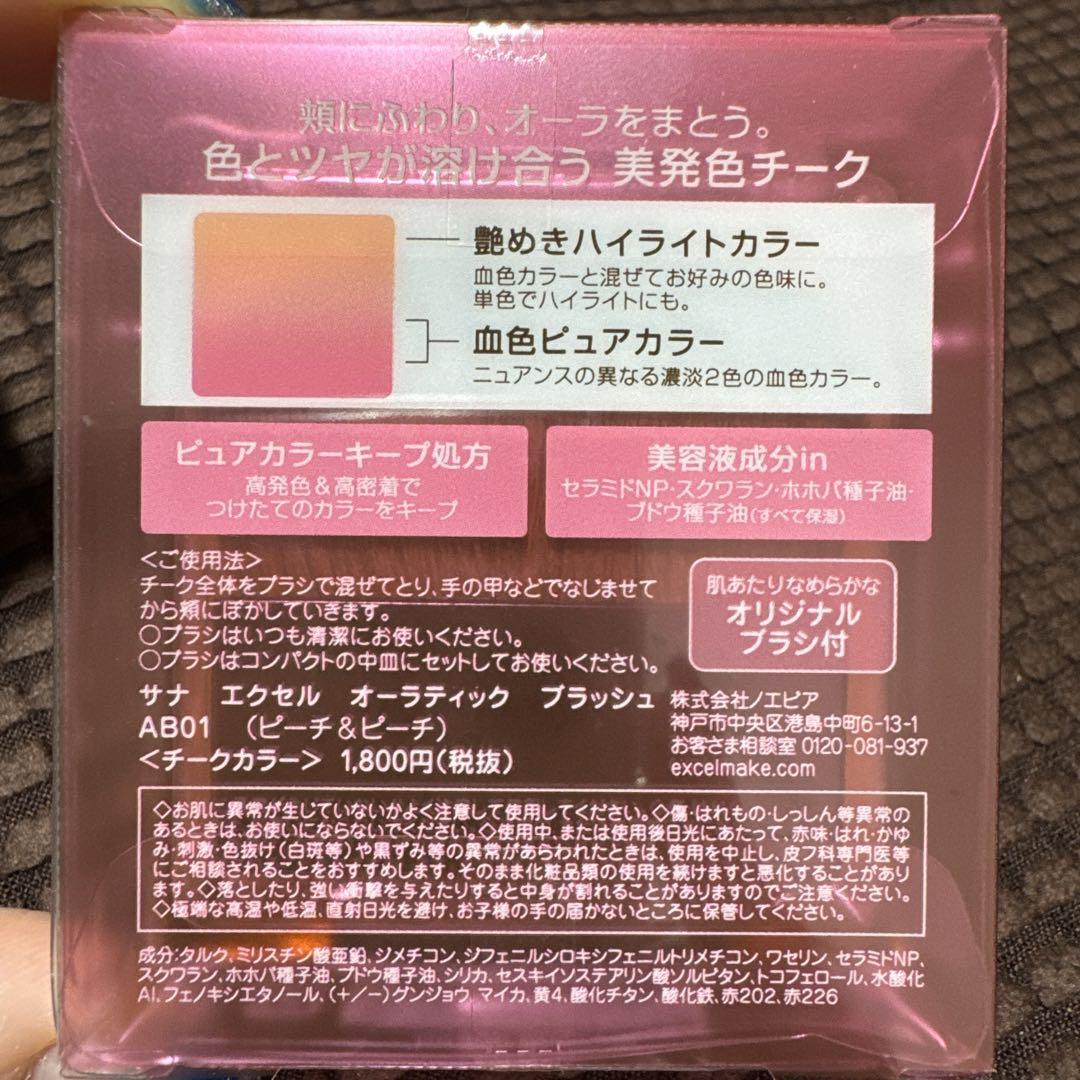 頬にふわり、オーラをまとう。
色とツヤが溶け合う 美発色チーク
艶めきハイライトカラー
血色カラーと混ぜてお好みの色味に。
単色でハイライトにも。
血色ピュアカラー
ニュアンスの異なる濃淡2色の血色カラー。
ピュアカラーキープ処方
高発色&高密着で
つけたてのカラーをキープ
美容液成分in
セラミドNP・スクワラン・ホホバ種子油・
ブドウ種子油(すべて保湿)
<ご使用法>
チーク全体をブラシで混ぜてとり、手の甲などでなじませて
から頬にぼかしていきます。
○ブラシはいつも清潔にお使いください。
○ブラシはコンパクトの中皿にセットしてお使いください。
肌あたりなめらかな
オリジナル
ブラシ付
サナ エクセル オーラティック ブラッシュ
AB01 (ピーチ&ピーチ)
<チークカラー> 1,800円(税抜)
株式会社ノエビア
神戸市中央区港島中町6-13-1
お客さま相談室 0120-081-937
excelmake.com
◇お肌に異常が生じていないかよく注意して使用してください。◇傷・はれもの・しっしん等異常の
あるときは、お使いにならないでください。◇使用中、または使用後日光にあたって、赤味・はれ・かゆ
み・刺激・色抜け(白斑等)や黒ずみ等の異常があらわれたときは、使用を中止し、皮フ科専門医等
にご相談されることをおすすめします。そのまま化粧品類の使用を続けますと悪化することがあり
ます。◇落としたり、強い衝撃を与えたりすると中身が割れることがありますのでご注意ください。
◇極端な高温や低温、直射日光を避け、お子様の手の届かないところに保管してください。
成分:タルク、ミリスチン酸亜鉛、ジメチコン、ジフェニルシロキシフェニルトリメチコン、ワセリン、セラミドNP、
スクワラン、ホホバ種子油、ブドウ種子油、シリカ、セスキイソステアリン酸ソルビタン、トコフェロール、水酸化
Al、フェノキシエタノール、(+/-)グンジョウ、マイカ、黄4、酸化チタン、酸化鉄、赤202、赤226